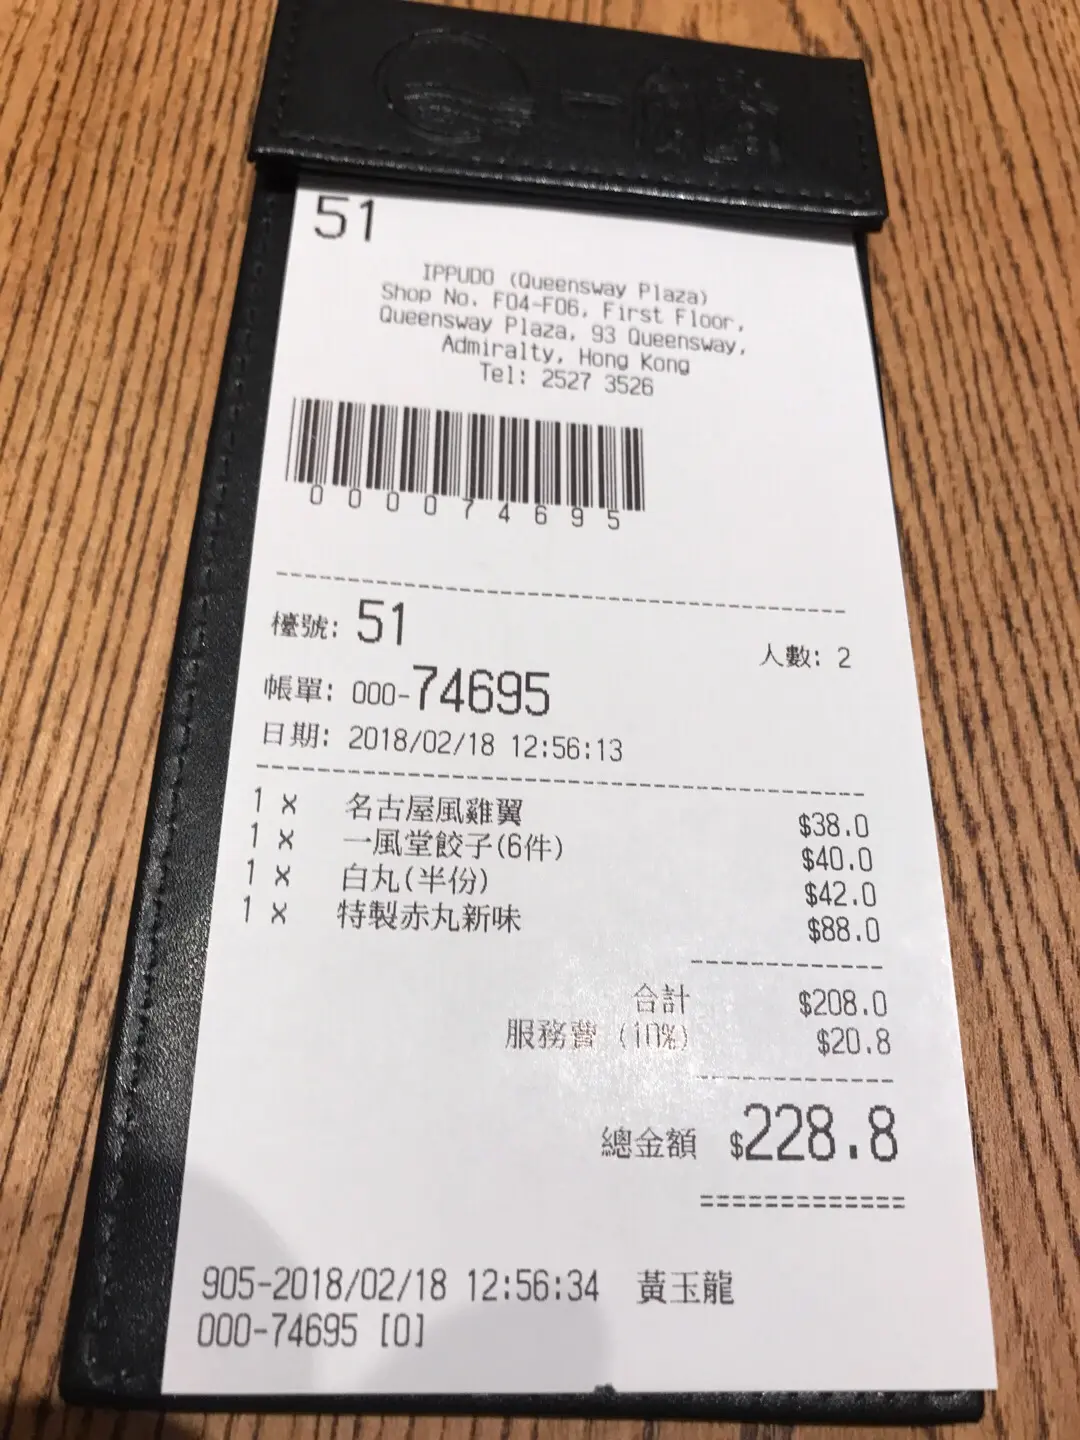 51
IPPUDO (Queensway Plaza)
Shop No. F04-F06, First Floor,
Queensway Plaza, 93 Queensway,
Admiralty, Hong Kong
Tel: 2527 3526
000074695
檯號: 51 人數: 2
帳單: 000-74695
日期: 2018/02/18 12:56:13
1 x 名古屋風雞翼 $38.0
1 x 一風堂餃子(6件) $40.0
1 x 白丸(半份) $42.0
1 x 特製赤丸新味 $88.0
合計 $208.0
服務費 (10%) $20.8
總金額 $228.8
=============
905-2018/02/18 12:56:34 黃玉龍
000-74695 [0]